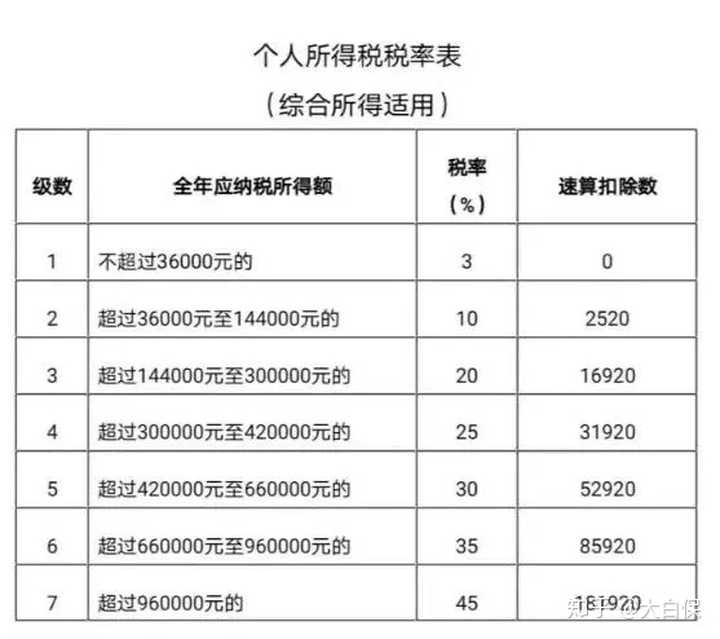 个人所得税税率表
（综合所得适用）
级数 全年应纳税所得额 税率（%） 速算扣除数
1 不超过36000元的 3 0
2 超过36000元至144000元的 10 2520
3 超过144000元至300000元的 20 16920
4 超过300000元至420000元的 25 31920
5 超过420000元至660000元的 30 52920
6 超过660000元至960000元的 35 85920
7 超过960000元的 45 181920
知乎 @大白保